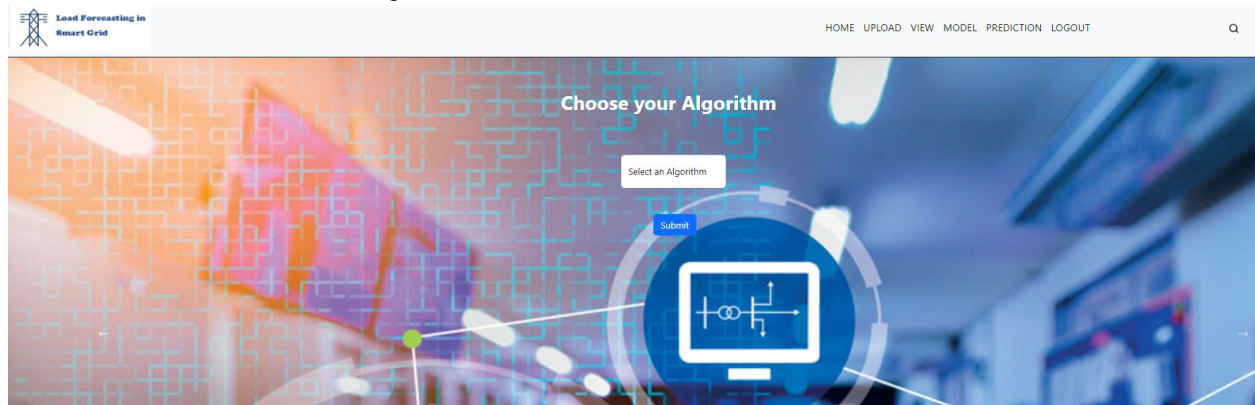 Load Forecasting in
Smart Grid
HOME UPLOAD VIEW MODEL PREDICTION LOGOUT
Choose your Algorithm
Select an Algorithm
Submit